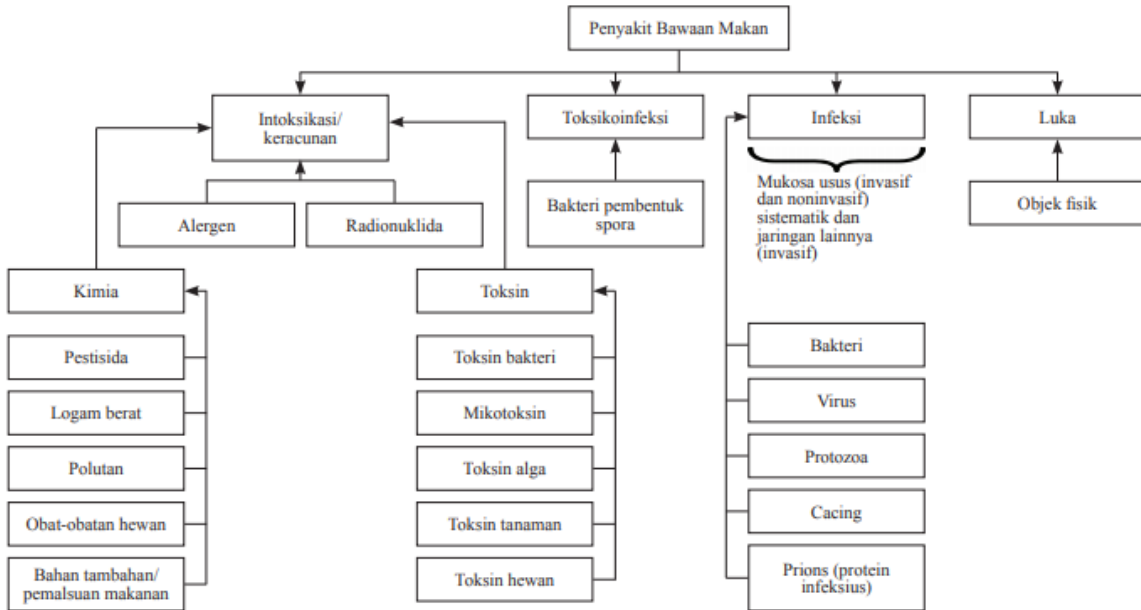 Penyakit Bawaan Makan
Intoksikasi/
keracunan
Toksikoinfeksi
Infeksi
Luka
Alergen
Radionuklida
Bakteri pembentuk
spora
Mukosa usus (invasif
dan noninvasif)
sistematik dan
jaringan lainnya
(invasif)
Objek fisik
Kimia
Pestisida
Logam berat
Polutan
Obat-obatan hewan
Bahan tambahan/
pemalsuan makanan
Toksin
Toksin bakteri
Mikotoksin
Toksin alga
Toksin tanaman
Toksin hewan
Bakteri
Virus
Protozoa
Cacing
Prions (protein
infeksius)